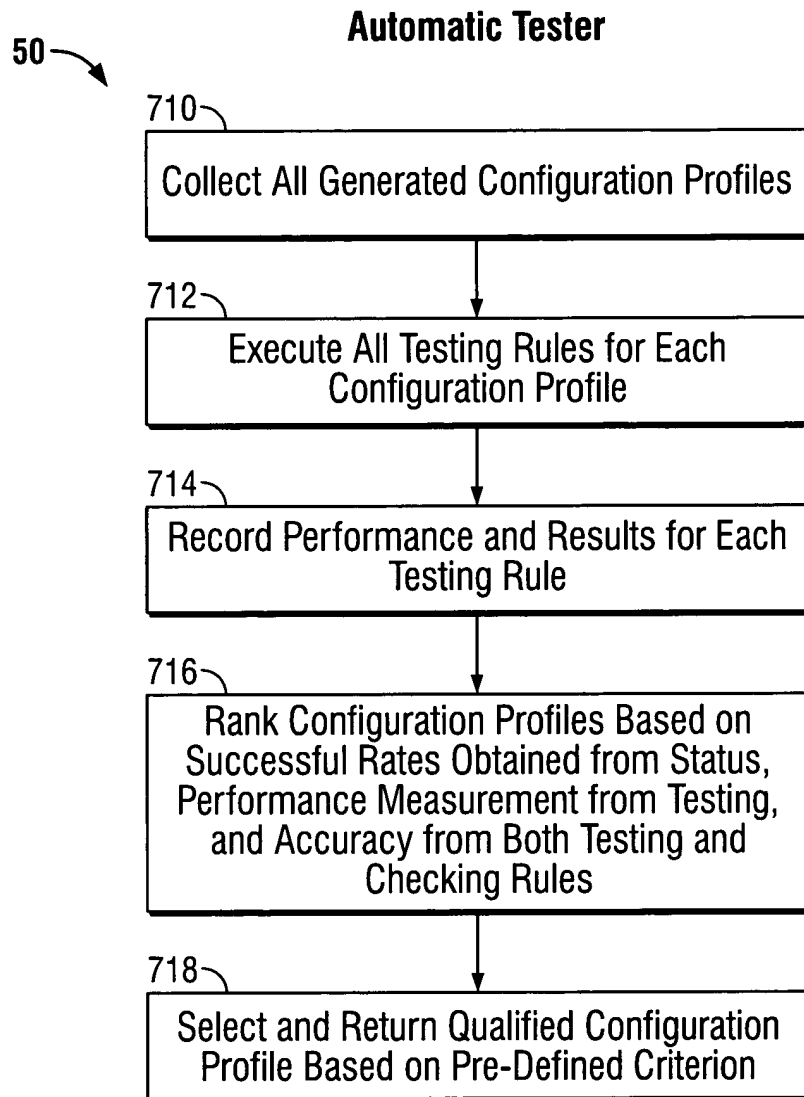 Automatic Tester
50
710
Collect All Generated Configuration Profiles
712
Execute All Testing Rules for Each
Configuration Profile
714
Record Performance and Results for Each
Testing Rule
716
Rank Configuration Profiles Based on
Successful Rates Obtained from Status,
Performance Measurement from Testing,
and Accuracy from Both Testing and
Checking Rules
718
Select and Return Qualified Configuration
Profile Based on Pre-Defined Criterion